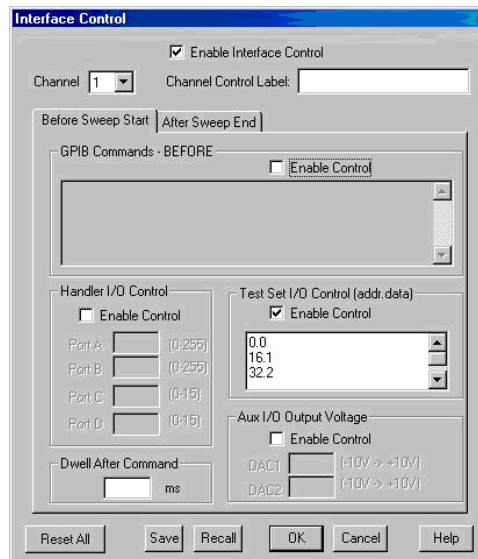 Interface Control
Enable Interface Control
Channel 1 Channel Control Label:
Before Sweep Start After Sweep End
GPIB Commands - BEFORE
Enable Control
Handler I/O Control
Enable Control
Port A (0-255)
Port B (0-255)
Port C (0-15)
Port D (0-15)
Test Set I/O Control (addr.data)
Enable Control
0.0
16.1
32.2
Aux I/O Output Voltage
Enable Control
DAC1 (-10V -> +10V)
DAC2 (-10V -> +10V)
Dwell After Command
ms
Reset All Save Recall OK Cancel Help